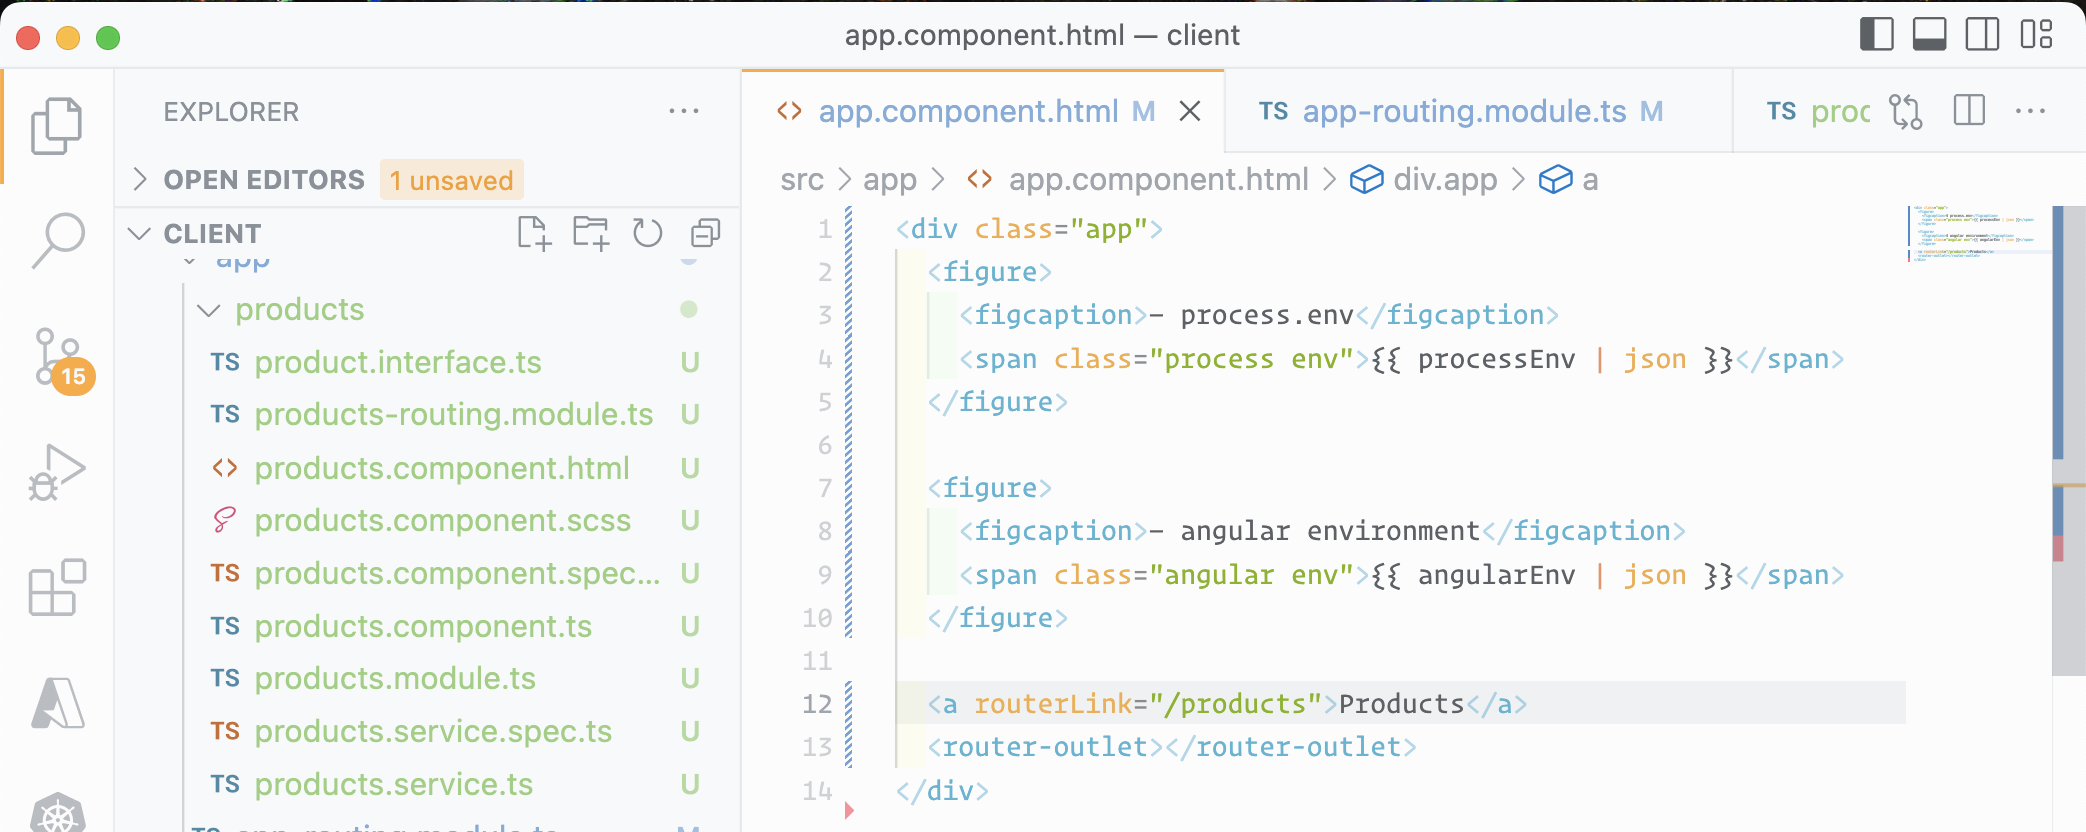 app.component.html — client
EXPLORER
OPEN EDITORS 1 unsaved
CLIENT
app
products
TS product.interface.ts U
TS products-routing.module.ts U
<> products.component.html U
products.component.scss U
TS products.component.spec... U
TS products.component.ts U
TS products.module.ts U
TS products.service.spec.ts U
TS products.service.ts U
TS app-routing.module.ts M
15
<> app.component.html M
TS app-routing.module.ts M
TS proc
src > app > <> app.component.html > div.app > a
1 <div class="app">
2 <figure>
3 <figcaption>- process.env</figcaption>
4 <span class="process env">{{ processEnv | json }}</span>
5 </figure>
6
7 <figure>
8 <figcaption>- angular environment</figcaption>
9 <span class="angular env">{{ angularEnv | json }}</span>
10 </figure>
11
12 <a routerLink="/products">Products</a>
13 <router-outlet></router-outlet>
14 </div>